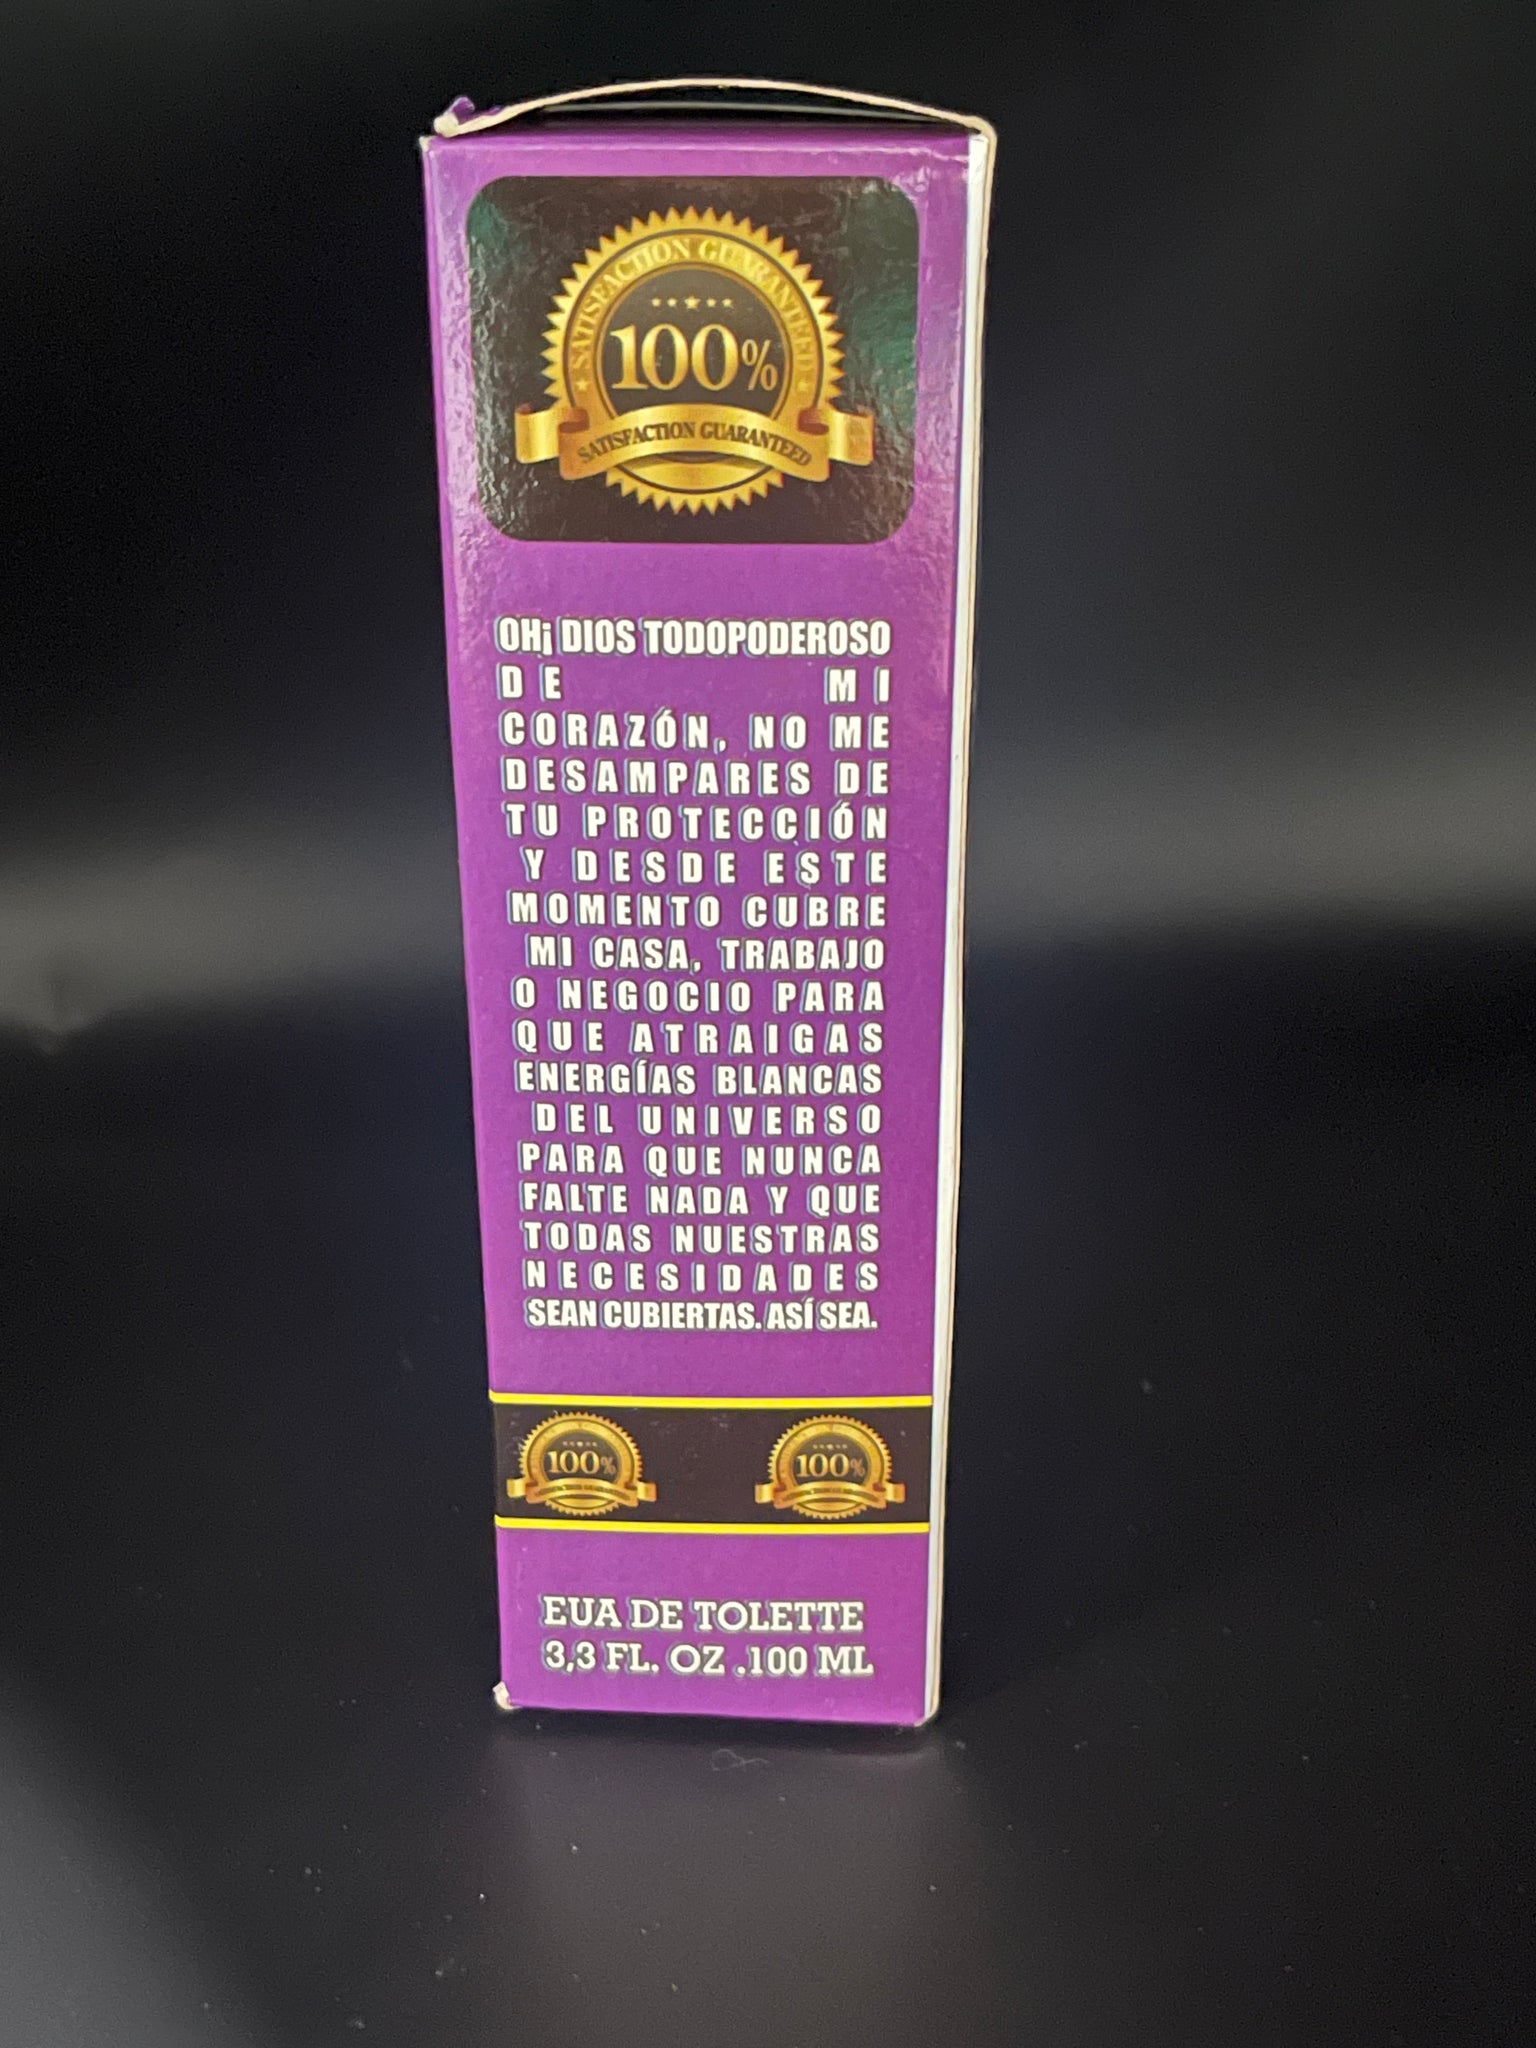 SATISFACTION GUARANTEED
100%
SATISFACTION GUARANTEED
OH¡ DIOS TODOPODEROSO
DE MI
CORAZÓN, NO ME
DESAMPARES DE
TU PROTECCIÓN
Y DESDE ESTE
MOMENTO CUBRE
MI CASA, TRABAJO
O NEGOCIO PARA
QUE ATRAIGAS
ENERGÍAS BLANCAS
DEL UNIVERSO
PARA QUE NUNCA
FALTE NADA Y QUE
TODAS NUESTRAS
NECESIDADES
SEAN CUBIERTAS. ASÍ SEA.
100% 100%
EUA DE TOLETTE
3,3 FL. OZ .100 ML